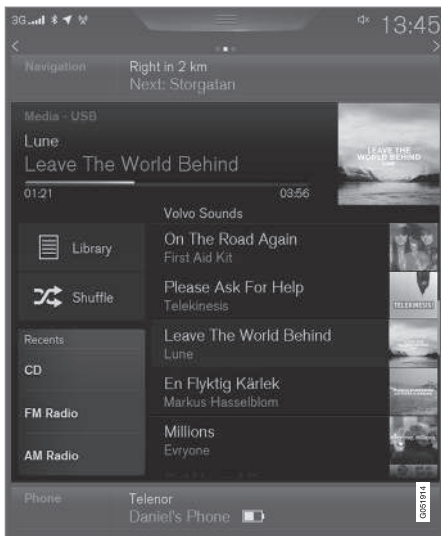 3G
13:45
Navigation
Right in 2 km
Next: Storgatan
Media - USB
Lune
Leave The World Behind
01:21
03:56
LEAVE THE
WORLD BEHIND
LUNE
Volvo Sounds
Library
Shuffle
On The Road Again
First Aid Kit
Please Ask For Help
Telekinesis
TELEKINESIS!
Leave The World Behind
Lune
Recents
CD
FM Radio
AM Radio
En Flyktig Kärlek
Markus Hasselblom
Millions
Evryone
Phone
Telenor
Daniel's Phone
G051914